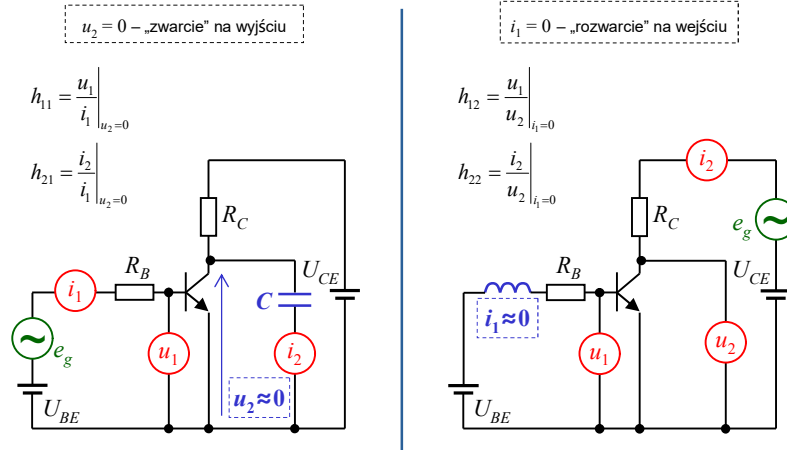 u₂ = 0 – „zwarcie” na wyjściu
h₁₁ = u₁/i₁ |u₂=0
h₂₁ = i₂/i₁ |u₂=0
R_C
R_B
U_CE
i₁
C
e_g
u₁
i₂
u₂≈0
U_BE
i₁ = 0 – „rozwarcie” na wejściu
h₁₂ = u₁/u₂ |i₁=0
h₂₂ = i₂/u₂ |i₁=0
i₂
R_C
e_g
R_B
U_CE
i₁≈0
u₁
u₂
U_BE